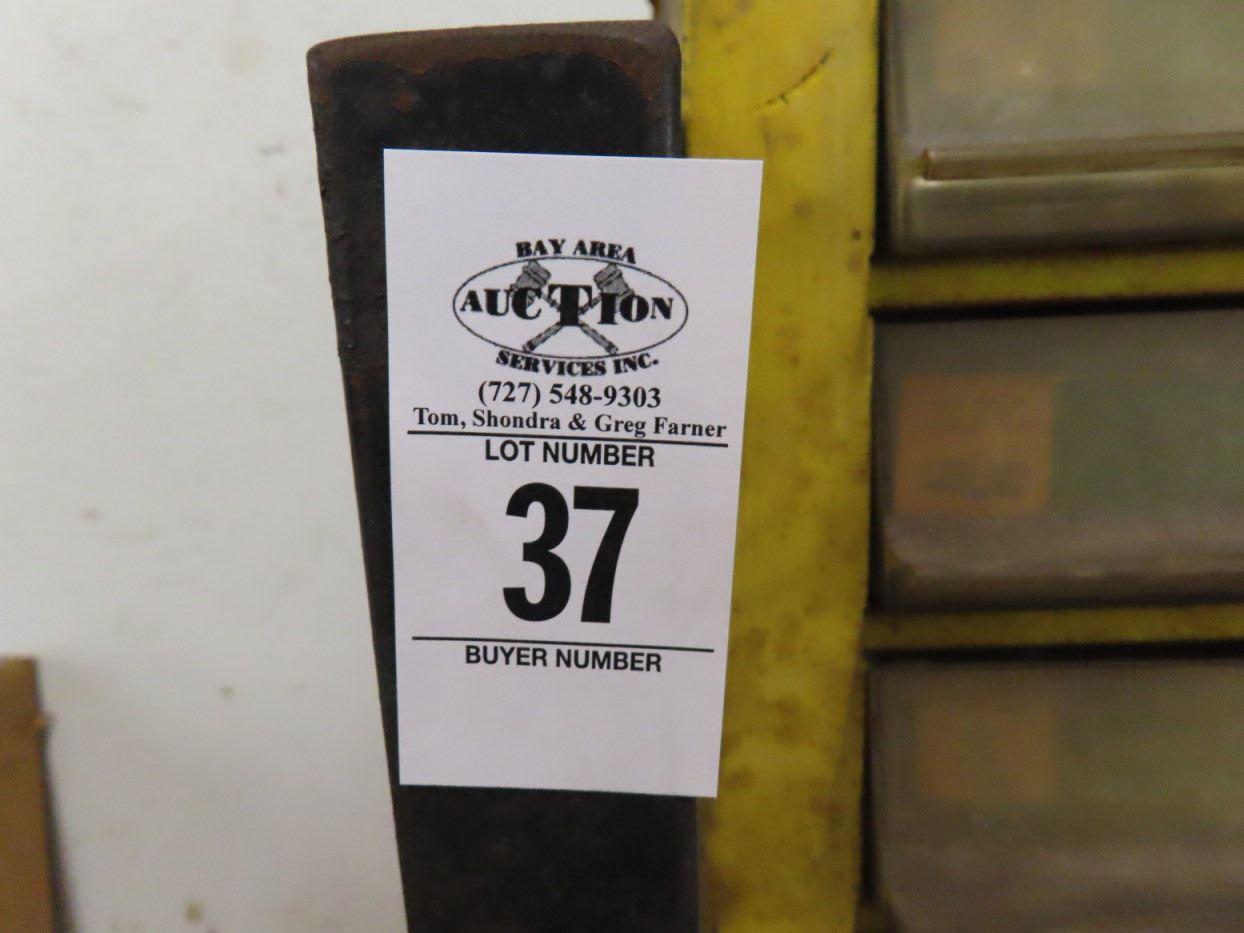 BAY AREA
AUCTION
SERVICES INC.
(727) 548-9303
Tom, Shondra & Greg Farner
LOT NUMBER
37
BUYER NUMBER